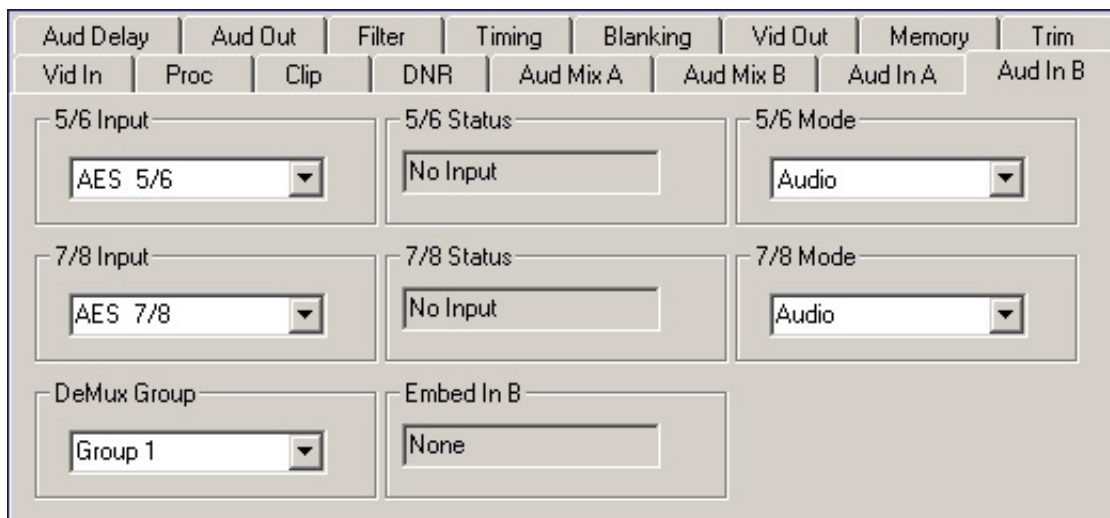 Aud Delay Aud Out Filter Timing Blanking Vid Out Memory Trim
Vid In Proc Clip DNR Aud Mix A Aud Mix B Aud In A Aud In B
5/6 Input 5/6 Status 5/6 Mode
AES 5/6 No Input Audio
7/8 Input 7/8 Status 7/8 Mode
AES 7/8 No Input Audio
DeMux Group Embed In B
Group 1 None